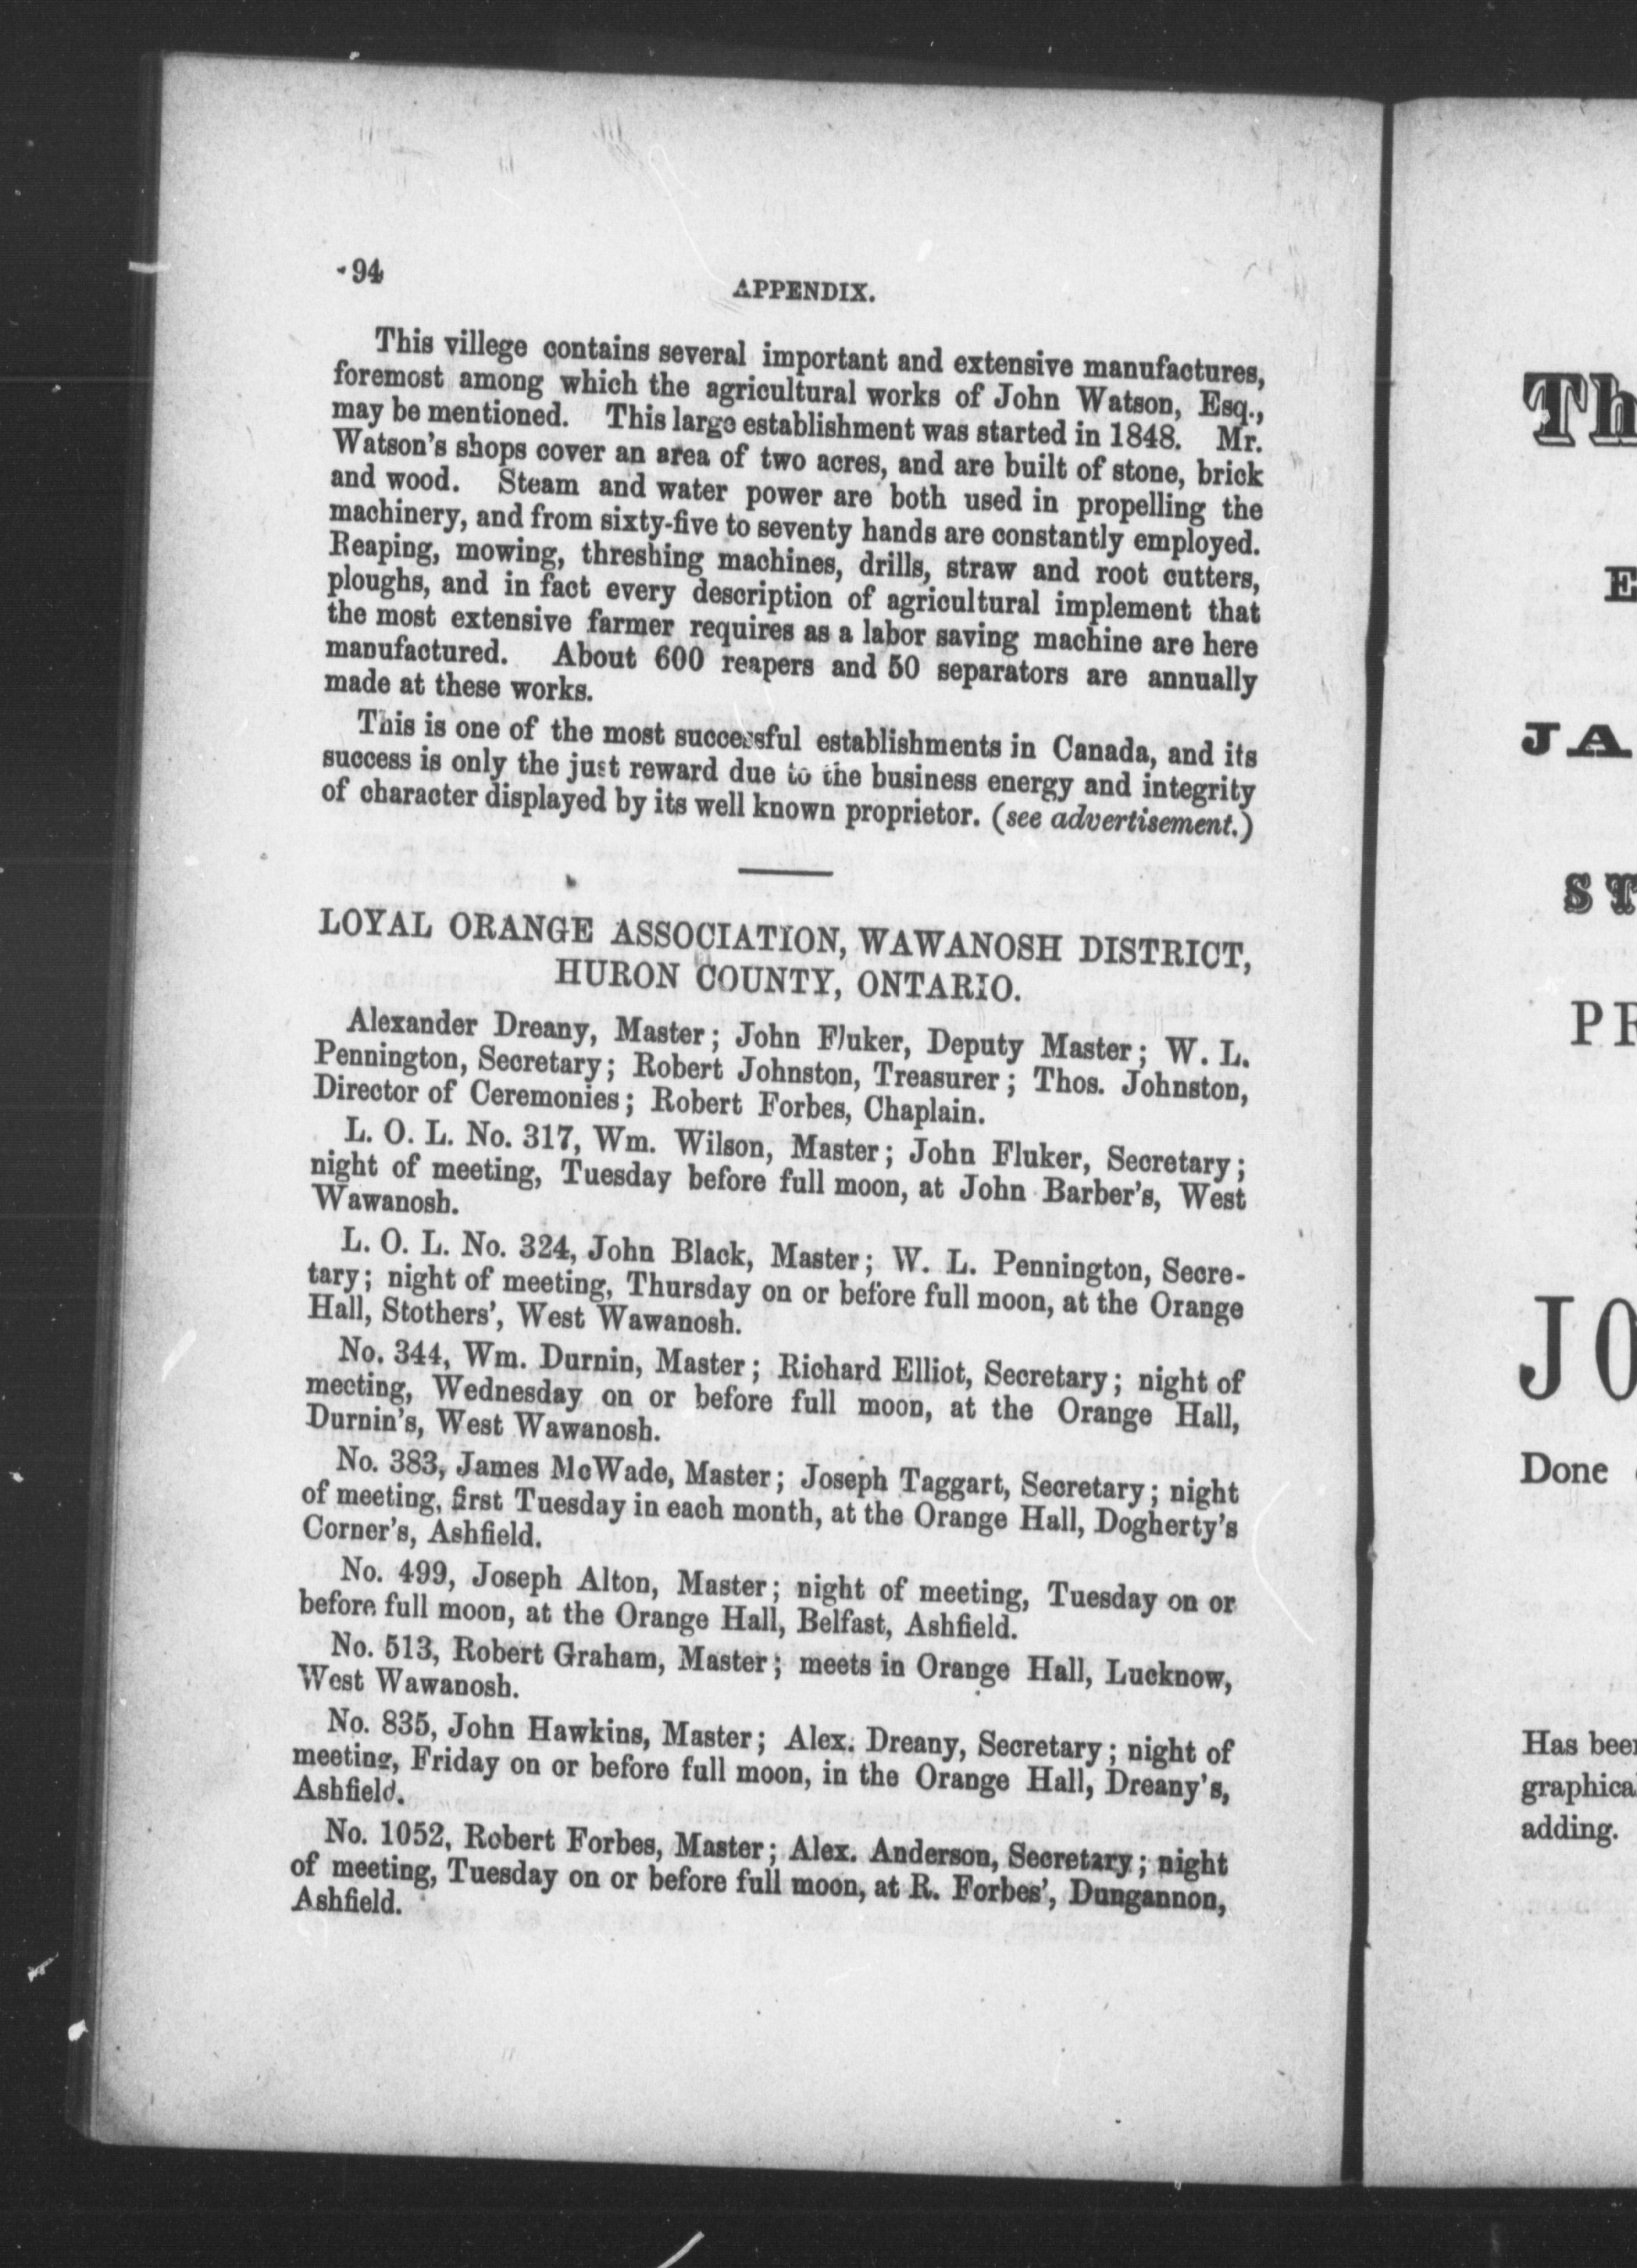 94
APPENDIX.
This villege contains several important and extensive manufactures,
foremost among which the agricultural works of John Watson, Esq.,
may be mentioned. This large establishment was started in 1848. Mr.
Watson's shops cover an area of two acres, and are built of stone, brick
and wood. Steam and water power are both used in propelling the
machinery, and from sixty-five to seventy hands are constantly employed.
Reaping, mowing, threshing machines, drills, straw and root cutters,
ploughs, and in fact every description of agricultural implement that
the most extensive farmer requires as a labor saving machine are here
manufactured. About 600 reapers and 50 separators are annually
made at these works.
This is one of the most successful establishments in Canada, and its
success is only the just reward due to the business energy and integrity
of character displayed by its well known proprietor. (see advertisement.)
LOYAL ORANGE ASSOCIATION, WAWANOSH DISTRICT,
HURON COUNTY, ONTARIO.
Alexander Dreany, Master; John Fluker, Deputy Master; W. L.
Pennington, Secretary; Robert Johnston, Treasurer; Thos. Johnston,
Director of Ceremonies; Robert Forbes, Chaplain.
L. O. L. No. 317, Wm. Wilson, Master; John Fluker, Secretary;
night of meeting, Tuesday before full moon, at John Barber's, West
Wawanosh.
L. O. L. No. 324, John Black, Master; W. L. Pennington, Secre-
tary; night of meeting, Thursday on or before full moon, at the Orange
Hall, Stothers', West Wawanosh.
No. 344, Wm. Durnin, Master; Richard Elliot, Secretary; night of
meeting, Wednesday on or before full moon, at the Orange Hall,
Durnin's, West Wawanosh.
No. 383, James McWade, Master; Joseph Taggart, Secretary; night
of meeting, first Tuesday in each month, at the Orange Hall, Dogherty's
Corner's, Ashfield.
No. 499, Joseph Alton, Master; night of meeting, Tuesday on or
before full moon, at the Orange Hall, Belfast, Ashfield.
No. 513, Robert Graham, Master; meets in Orange Hall, Lucknow,
West Wawanosh.
No. 835, John Hawkins, Master; Alex. Dreany, Secretary; night of
meeting, Friday on or before full moon, in the Orange Hall, Dreany's,
Ashfield.
No. 1052, Robert Forbes, Master; Alex. Anderson, Secretary; night
of meeting, Tuesday on or before full moon, at R. Forbes', Dungannon,
Ashfield.
Th
E
JA
ST
PR
JO
Done
Has been
graphical
adding.